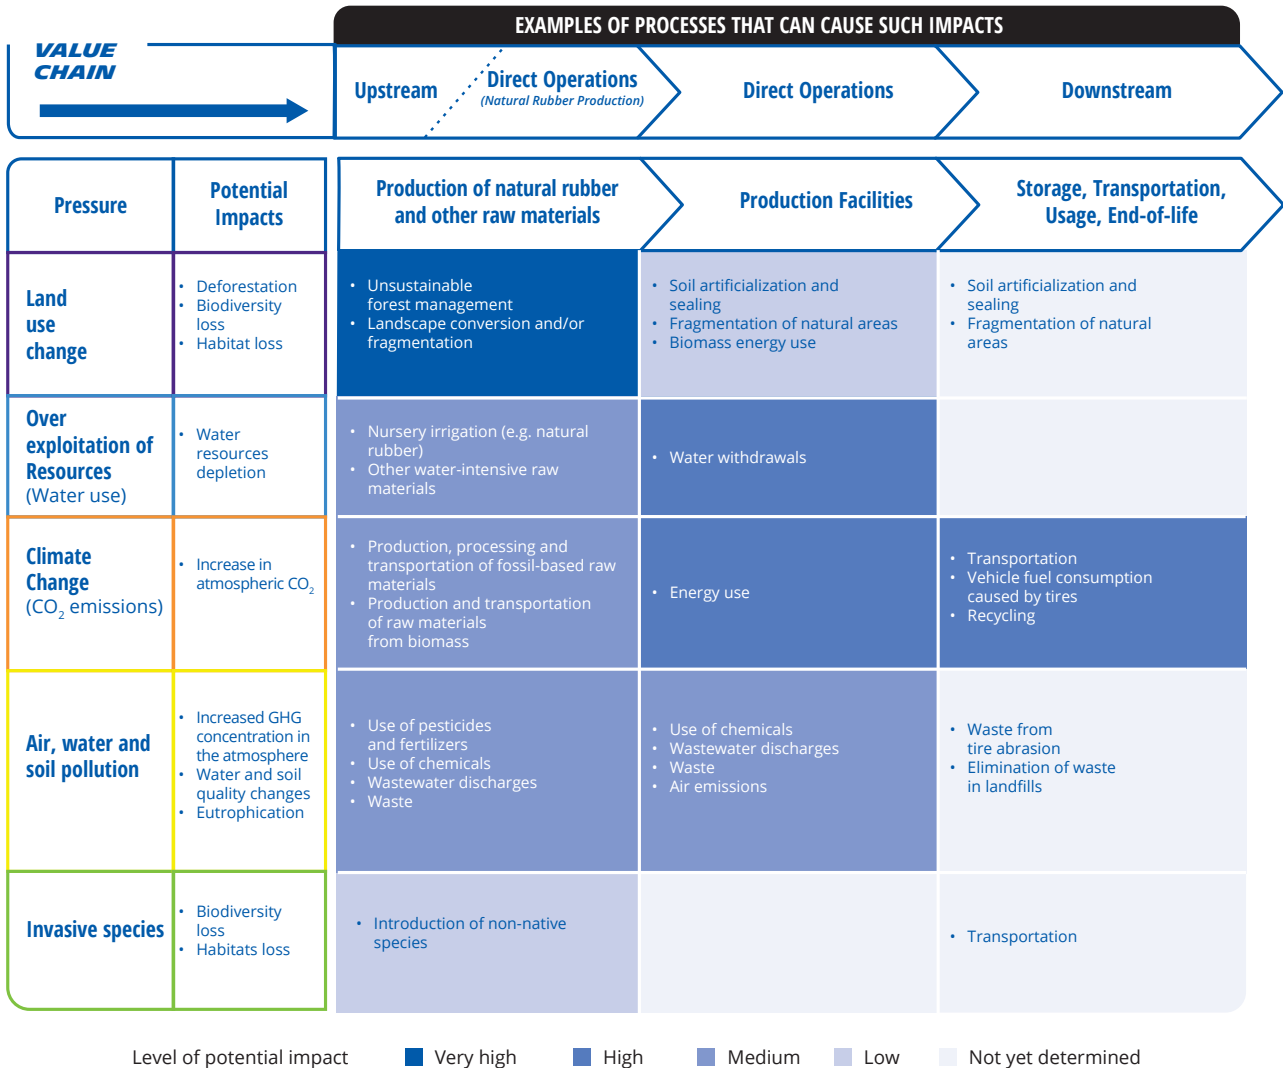 EXAMPLES OF PROCESSES THAT CAN CAUSE SUCH IMPACTS
VALUE
CHAIN
Upstream
Direct Operations
(Natural Rubber Production)
Direct Operations
Downstream
Pressure
Potential
Impacts
Production of natural rubber
and other raw materials
Production Facilities
Storage, Transportation,
Usage, End-of-life
Land
use
change
• Deforestation
• Biodiversity
loss
• Habitat loss
• Unsustainable
forest management
• Landscape conversion and/or
fragmentation
• Soil artificialization and
sealing
• Fragmentation of natural areas
• Biomass energy use
• Soil artificialization and
sealing
• Fragmentation of natural
areas
Over
exploitation of
Resources
(Water use)
• Water
resources
depletion
• Nursery irrigation (e.g. natural
rubber)
• Other water-intensive raw
materials
• Water withdrawals
Climate
Change
(CO₂ emissions)
• Increase in
atmospheric CO₂
• Production, processing and
transportation of fossil-based raw
materials
• Production and transportation
of raw materials
from biomass
• Energy use
• Transportation
• Vehicle fuel consumption
caused by tires
• Recycling
Air, water and
soil pollution
• Increased GHG
concentration in
the atmosphere
• Water and soil
quality changes
• Eutrophication
• Use of pesticides
and fertilizers
• Use of chemicals
• Wastewater discharges
• Waste
• Use of chemicals
• Wastewater discharges
• Waste
• Air emissions
• Waste from
tire abrasion
• Elimination of waste
in landfills
Invasive species
• Biodiversity
loss
• Habitats loss
• Introduction of non-native
species
• Transportation
Level of potential impact
Very high
High
Medium
Low
Not yet determined